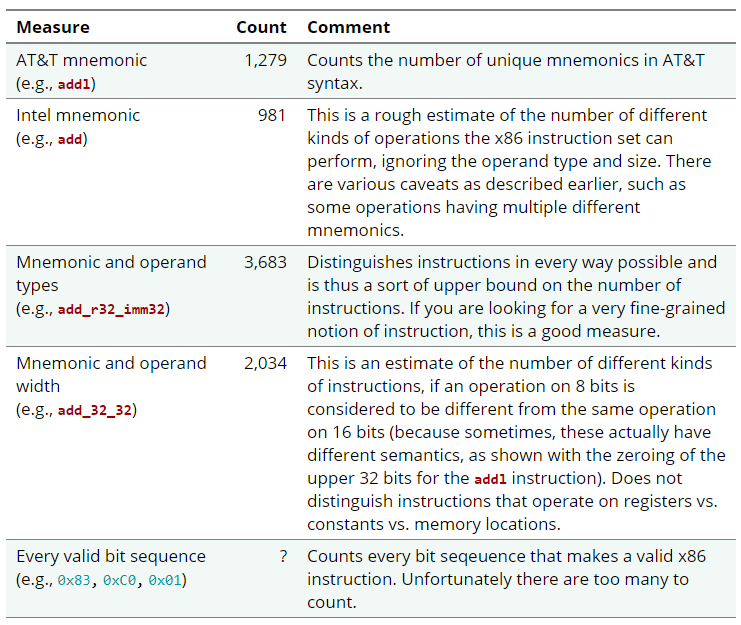 Measure Count Comment
AT&T mnemonic 1,279 Counts the number of unique mnemonics in AT&T
(e.g., addl) syntax.
Intel mnemonic 981 This is a rough estimate of the number of different
(e.g., add) kinds of operations the x86 instruction set can
perform, ignoring the operand type and size. There
are various caveats as described earlier, such as
some operations having multiple different
mnemonics.
Mnemonic and operand 3,683 Distinguishes instructions in every way possible and
types is thus a sort of upper bound on the number of
(e.g., add_r32_imm32) instructions. If you are looking for a very fine-grained
notion of instruction, this is a good measure.
Mnemonic and operand 2,034 This is an estimate of the number of different kinds
width of instructions, if an operation on 8 bits is
(e.g., add_32_32) considered to be different from the same operation
on 16 bits (because sometimes, these actually have
different semantics, as shown with the zeroing of the
upper 32 bits for the addl instruction). Does not
distinguish instructions that operate on registers vs.
constants vs. memory locations.
Every valid bit sequence ? Counts every bit seqeuence that makes a valid x86
(e.g., 0x83, 0xC0, 0x01) instruction. Unfortunately there are too many to
count.